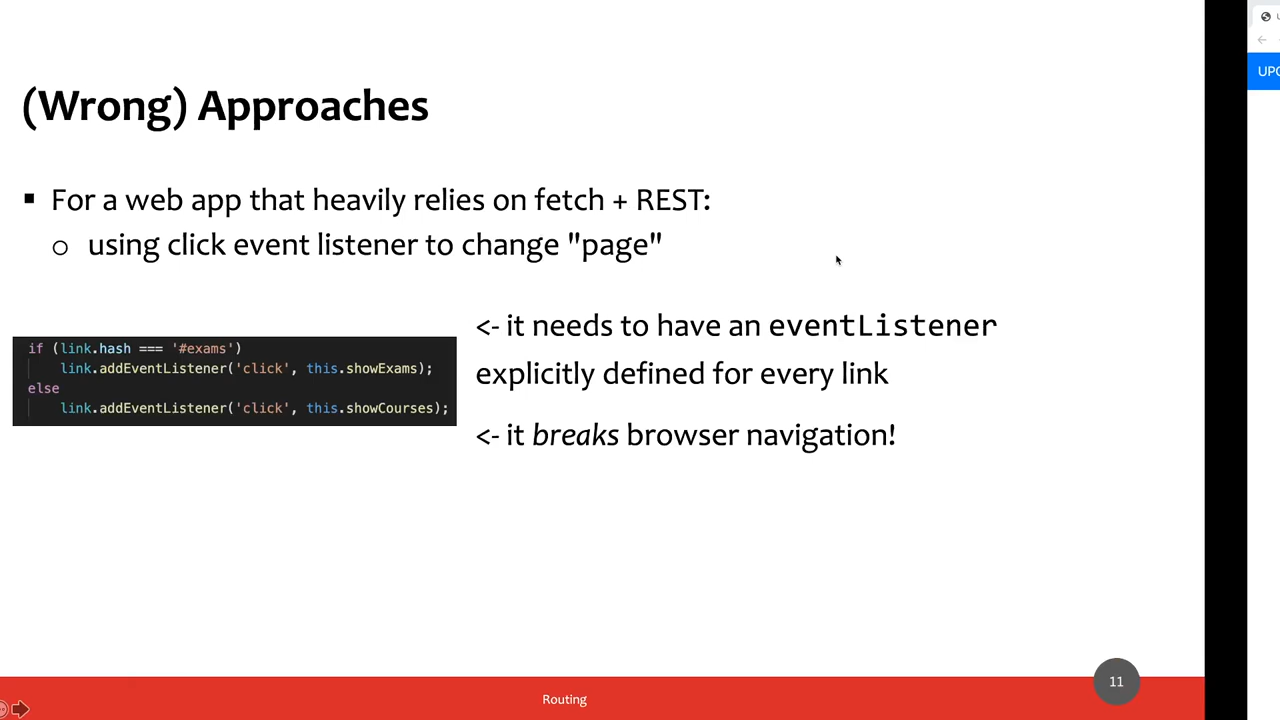 (Wrong) Approaches
▪ For a web app that heavily relies on fetch + REST:
o using click event listener to change "page"
<- it needs to have an eventListener
explicitly defined for every link
<- it breaks browser navigation!
if (link.hash === '#exams')
link.addEventListener('click', this.showExams);
else
link.addEventListener('click', this.showCourses);
Routing
11